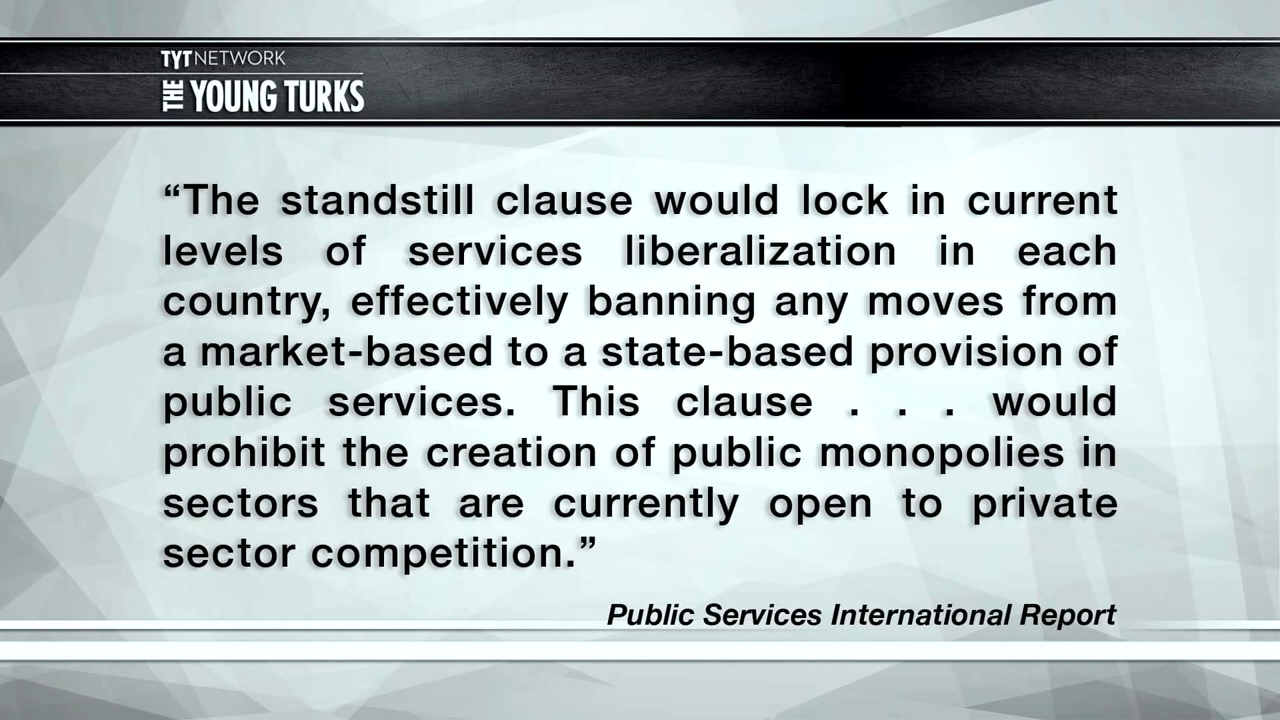 TYT NETWORK
THE YOUNG TURKS
“The standstill clause would lock in current
levels of services liberalization in each
country, effectively banning any moves from
a market-based to a state-based provision of
public services. This clause . . . would
prohibit the creation of public monopolies in
sectors that are currently open to private
sector competition.”
Public Services International Report